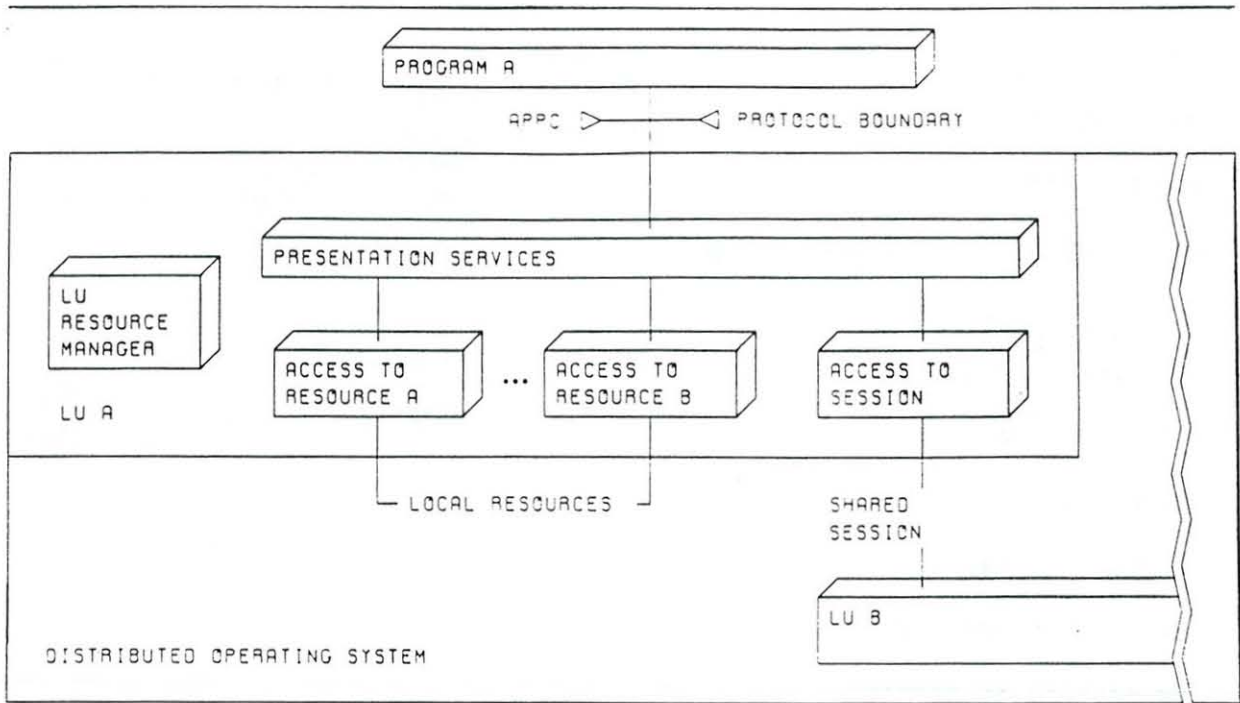 PROGRAM A
APPC PROTOCOL BOUNDARY
PRESENTATION SERVICES
LU
RESOURCE
MANAGER
LU A
ACCESS TO
RESOURCE A
...
ACCESS TO
RESOURCE B
ACCESS TO
SESSION
LOCAL RESOURCES
SHARED
SESSION
LU B
DISTRIBUTED OPERATING SYSTEM